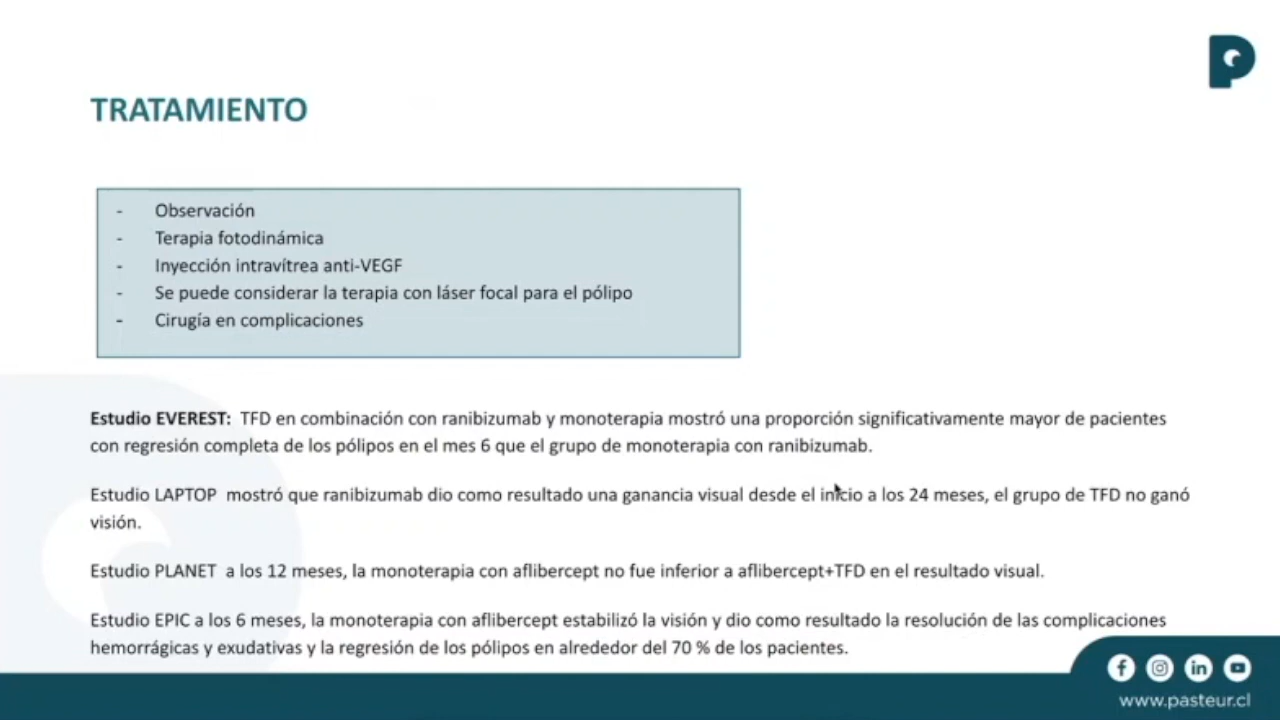 TRATAMIENTO
- Observación
- Terapia fotodinámica
- Inyección intravítrea anti-VEGF
- Se puede considerar la terapia con láser focal para el pólipo
- Cirugía en complicaciones
Estudio EVEREST: TFD en combinación con ranibizumab y monoterapia mostró una proporción significativamente mayor de pacientes
con regresión completa de los pólipos en el mes 6 que el grupo de monoterapia con ranibizumab.
Estudio LAPTOP mostró que ranibizumab dio como resultado una ganancia visual desde el inicio a los 24 meses, el grupo de TFD no ganó
visión.
Estudio PLANET a los 12 meses, la monoterapia con aflibercept no fue inferior a aflibercept+TFD en el resultado visual.
Estudio EPIC a los 6 meses, la monoterapia con aflibercept estabilizó la visión y dio como resultado la resolución de las complicaciones
hemorrágicas y exudativas y la regresión de los pólipos en alrededor del 70 % de los pacientes.
www.pasteur.cl